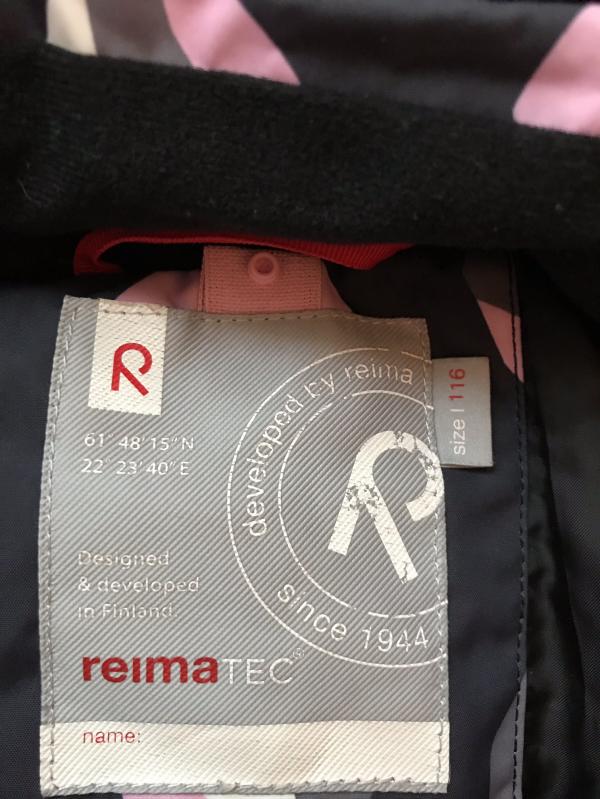 R
61° 48'15"N
22° 23'40"E
developed by reima
R
since 1944
size | 116
Designed
& developed
in Finland.
reimaTEC®
name: